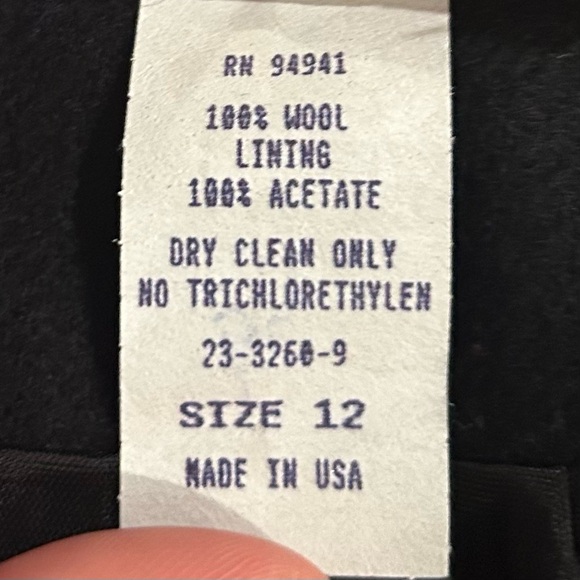 RN 94941
100% WOOL
LINING
100% ACETATE
DRY CLEAN ONLY
NO TRICHLORETHYLEN
23-3260-9
SIZE 12
MADE IN USA